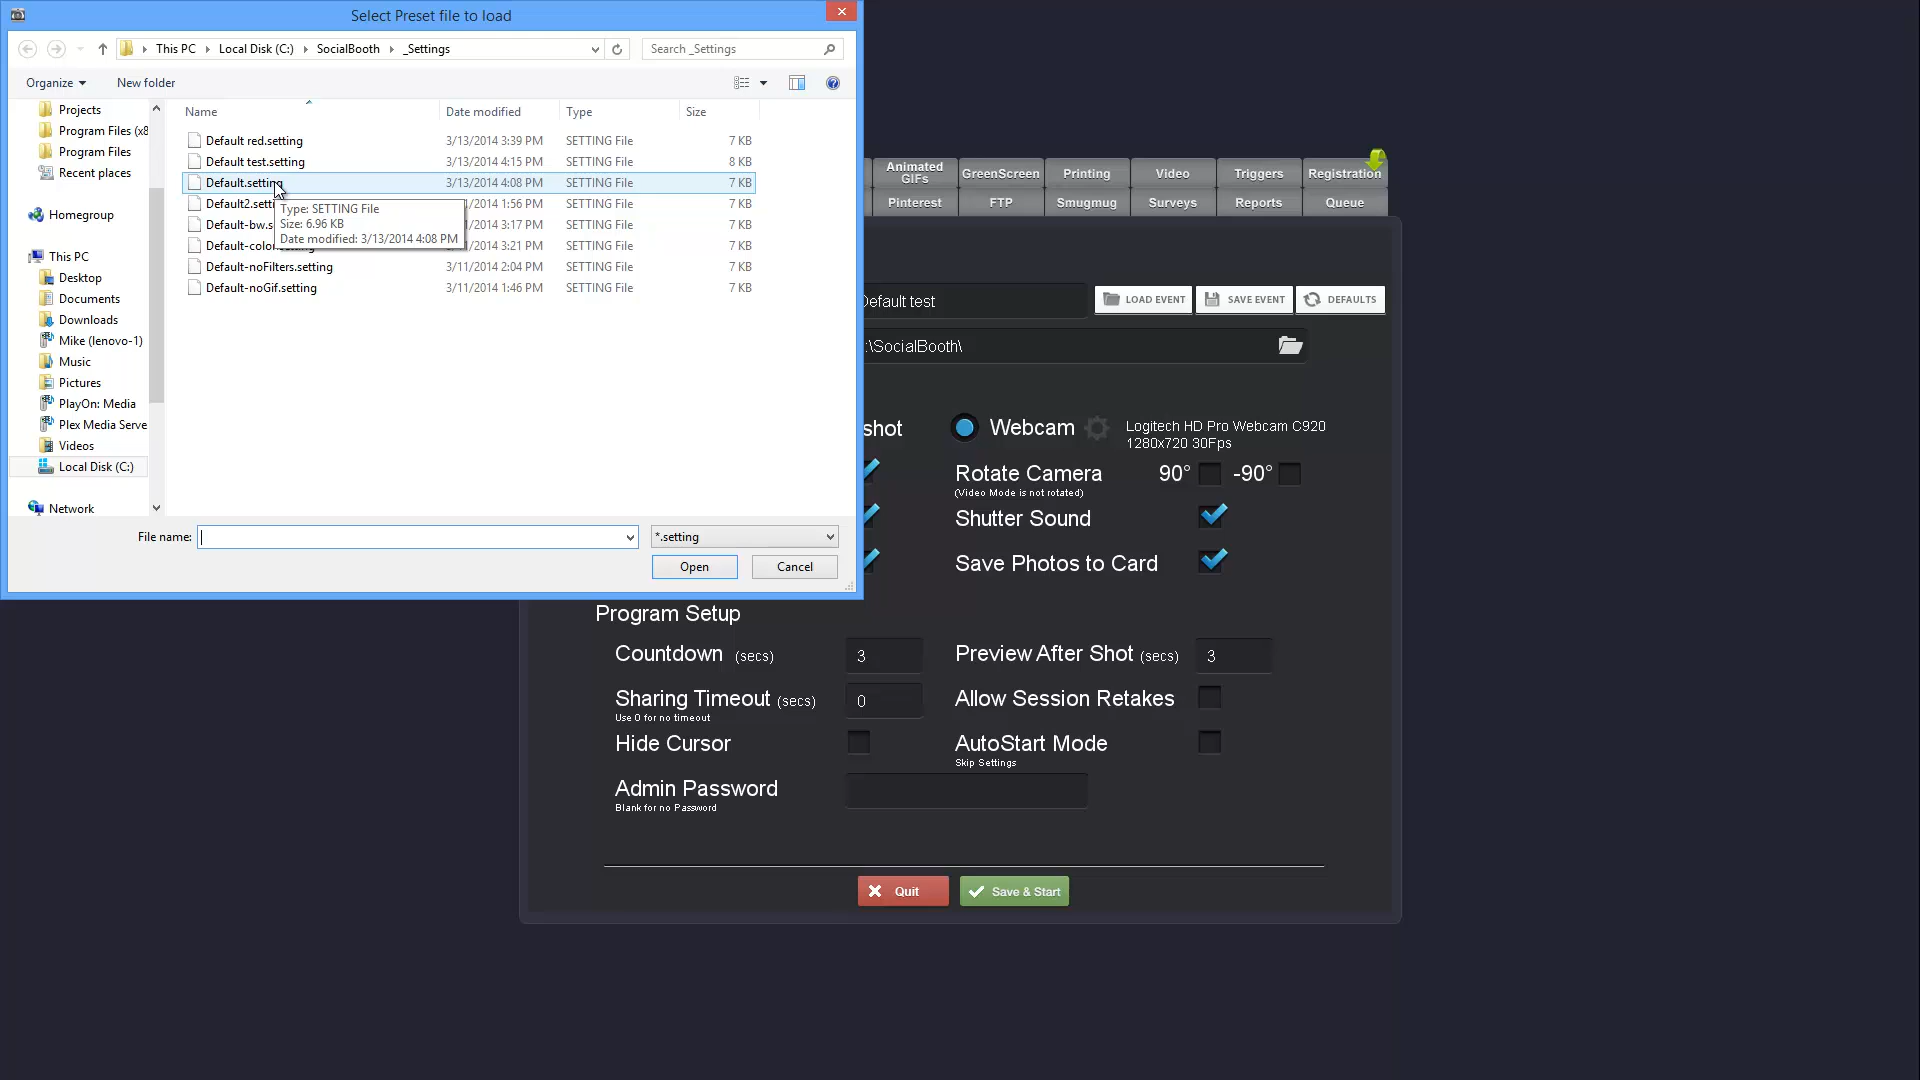 Select Preset file to load
This PC
Local Disk (C:)
SocialBooth
_Settings
Search _Settings
Organize
New folder
Projects
Program Files (x8
Program Files
Recent places
Homegroup
This PC
Desktop
Documents
Downloads
Mike (lenovo-1)
Music
Pictures
PlayOn: Media
Plex Media Serve
Videos
Local Disk (C:)
Network
Name Date modified Type Size
Default red.setting 3/13/2014 3:39 PM SETTING File 7 KB
Default test.setting 3/13/2014 4:15 PM SETTING File 8 KB
Default.setting 3/13/2014 4:08 PM SETTING File 7 KB
Default2.setti 1:56 PM SETTING File 7 KB
Default-bw.s 3:17 PM SETTING File 7 KB
Default-color.setting 3:21 PM SETTING File 7 KB
Default-noFilters.setting 3/11/2014 2:04 PM SETTING File 7 KB
Default-noGif.setting 3/11/2014 1:46 PM SETTING File 7 KB
Type: SETTING File
Size: 6.96 KB
Date modified: 3/13/2014 4:08 PM
File name:
*.setting
Open
Cancel
Animated GIFs
GreenScreen
Printing
Video
Triggers
Registration
Pinterest
FTP
Smugmug
Surveys
Reports
Queue
Default test
LOAD EVENT
SAVE EVENT
DEFAULTS
:\SocialBooth\
shot
Webcam
Logitech HD Pro Webcam C920
1280x720 30Fps
Rotate Camera 90° -90°
(Video Mode is not rotated)
Shutter Sound
Save Photos to Card
Program Setup
Countdown (secs) 3
Preview After Shot (secs) 3
Sharing Timeout (secs) 0
Use 0 for no timeout
Allow Session Retakes
Hide Cursor
AutoStart Mode
Skip Settings
Admin Password
Blank for no Password
Quit
Save & Start